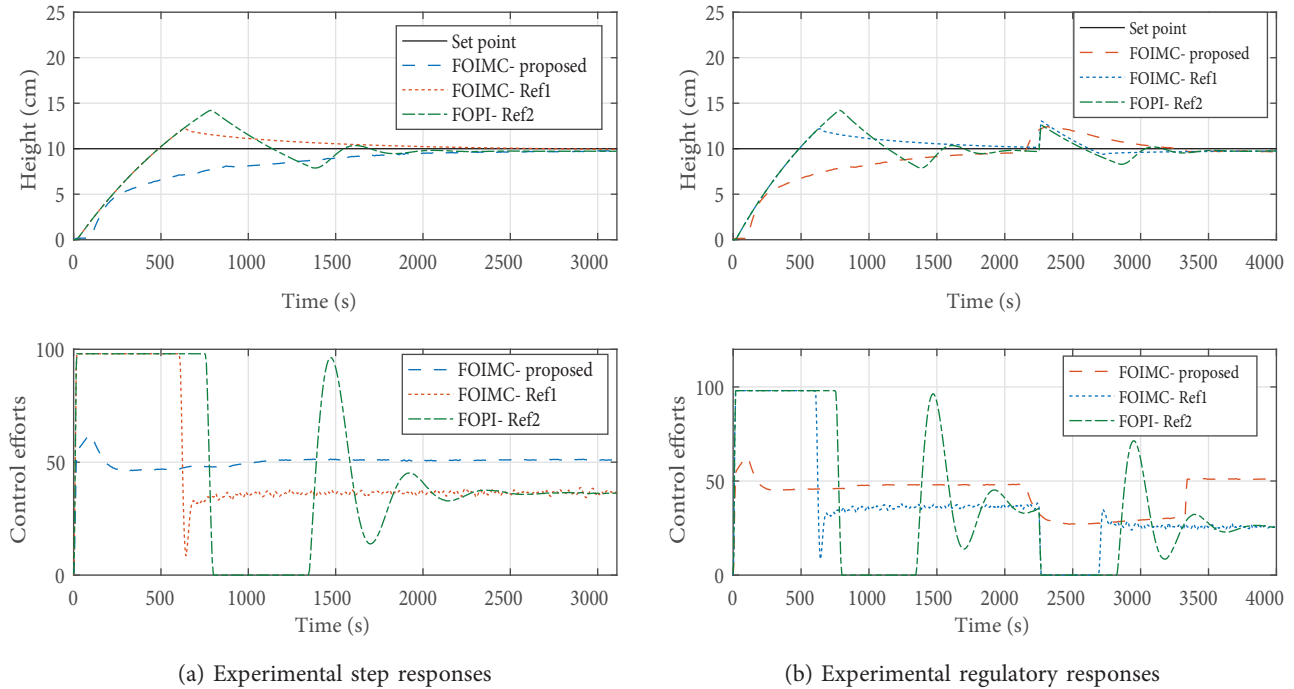 25
20
15
10
5
0
Height (cm)
Set point
FOIMC- proposed
FOIMC- Ref1
FOPI- Ref2
0 500 1000 1500 2000 2500 3000
Time (s)
100
50
0
Control efforts
FOIMC- proposed
FOIMC- Ref1
FOPI- Ref2
0 500 1000 1500 2000 2500 3000
Time (s)
(a) Experimental step responses
25
20
15
10
5
0
Height (cm)
Set point
FOIMC- proposed
FOIMC- Ref1
FOPI- Ref2
0 500 1000 1500 2000 2500 3000 3500 4000
Time (s)
100
50
0
Control efforts
FOIMC- proposed
FOIMC- Ref1
FOPI- Ref2
0 500 1000 1500 2000 2500 3000 3500 4000
Time (s)
(b) Experimental regulatory responses